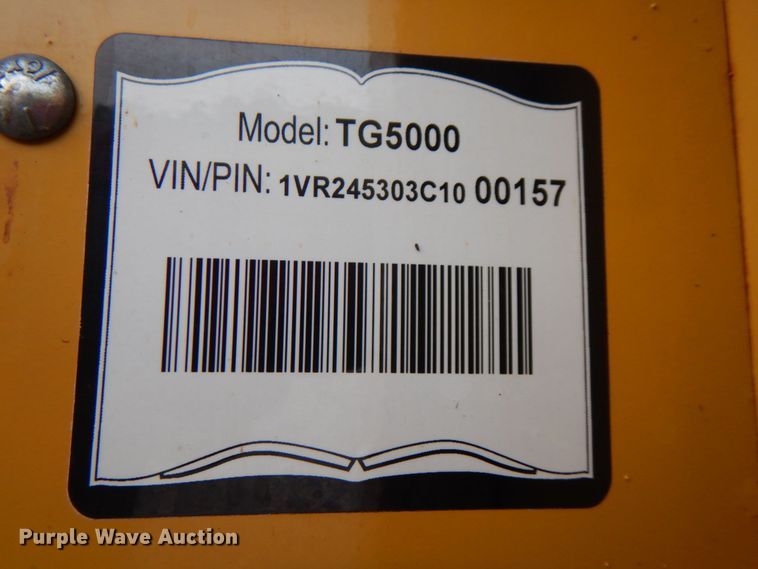 Model: TG5000
VIN/PIN: 1VR245303C10 00157
Purple Wave Auction